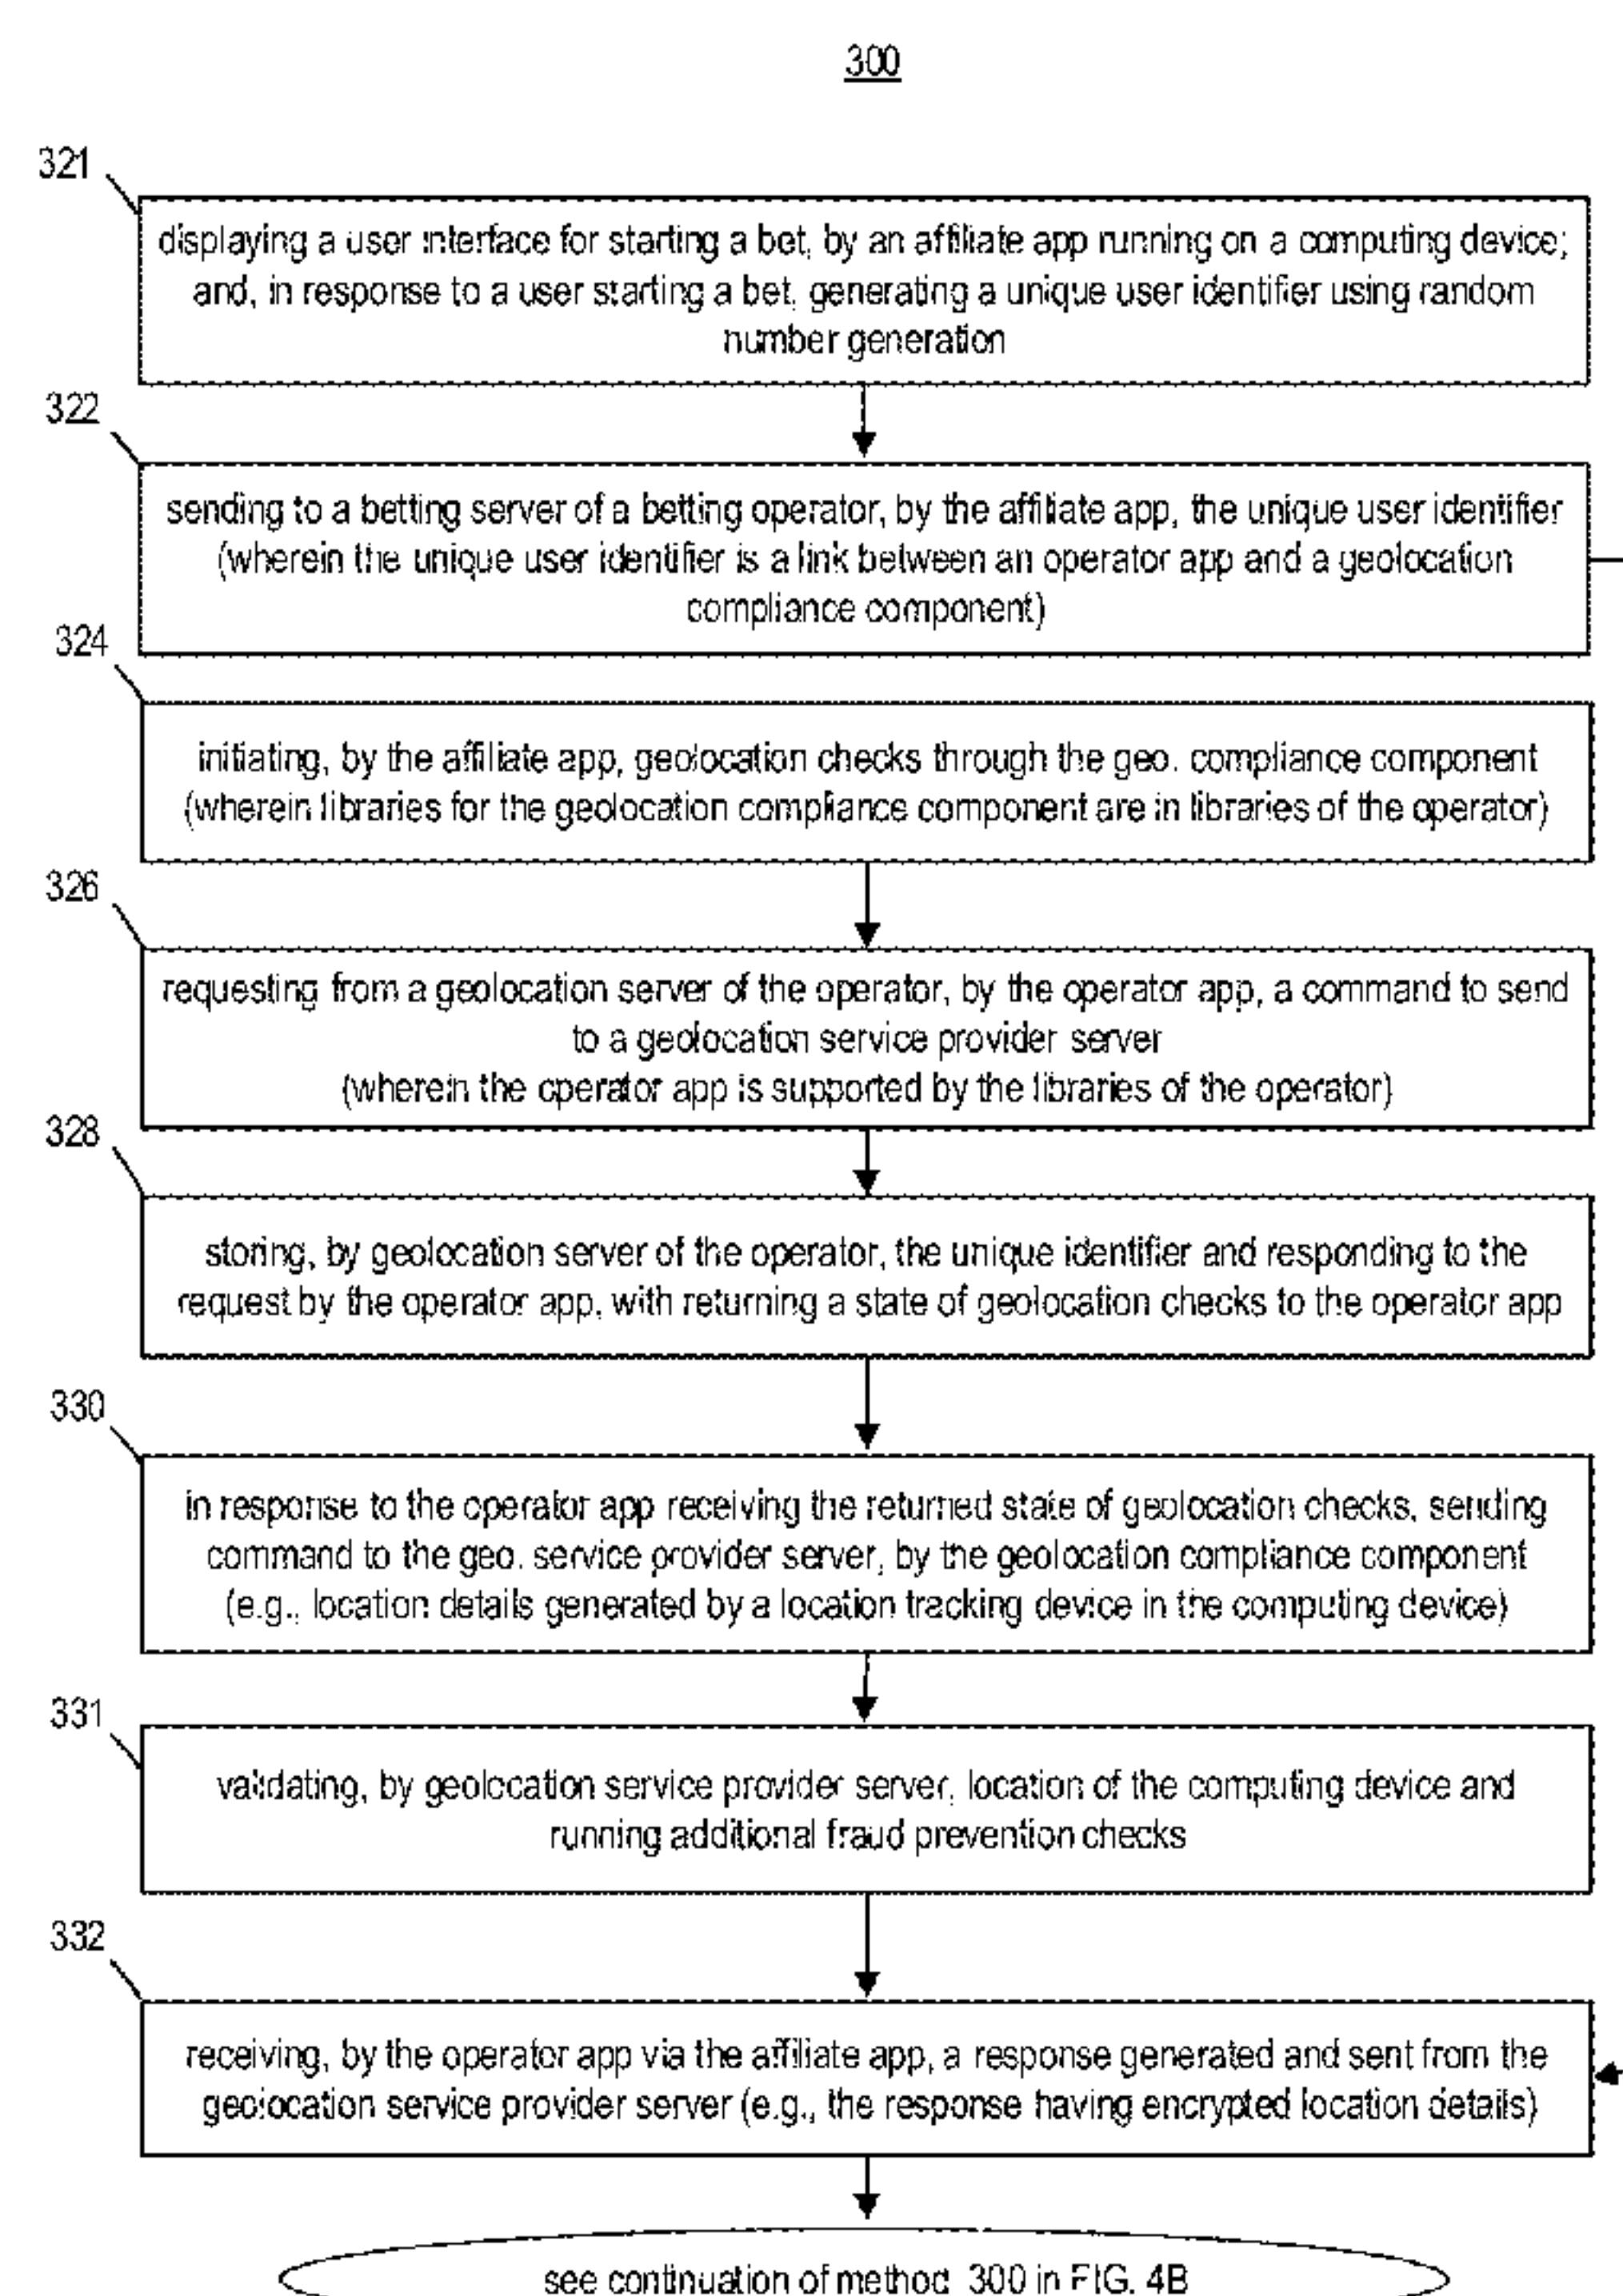 300
321
displaying a user interface for starting a bet, by an affiliate app running on a computing device;
and, in response to a user starting a bet, generating a unique user identifier using random
number generation
322
sending to a betting server of a betting operator, by the affiliate app, the unique user identifier
(wherein the unique user identifier is a link between an operator app and a geolocation
compliance component)
324
initiating, by the affiliate app, geolocation checks through the geo. compliance component
(wherein libraries for the geolocation compliance component are in libraries of the operator)
326
requesting from a geolocation server of the operator, by the operator app, a command to send
to a geolocation service provider server
(wherein the operator app is supported by the libraries of the operator)
328
storing, by geolocation server of the operator, the unique identifier and responding to the
request by the operator app, with returning a state of geolocation checks to the operator app
330
in response to the operator app receiving the returned state of geolocation checks, sending
command to the geo. service provider server, by the geolocation compliance component
(e.g., location details generated by a location tracking device in the computing device)
331
validating, by geolocation service provider server, location of the computing device and
running additional fraud prevention checks
332
receiving, by the operator app via the affiliate app, a response generated and sent from the
geolocation service provider server (e.g., the response having encrypted location details)
see continuation of method 300 in FIG. 4B